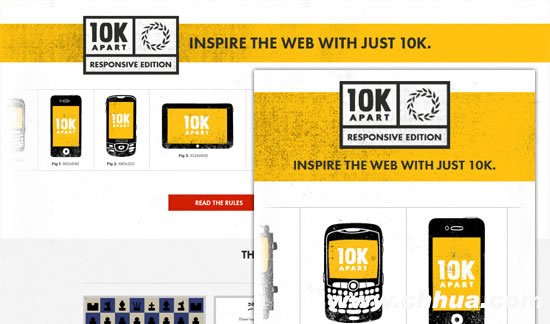 10K
APART
RESPONSIVE EDITION
INSPIRE THE WEB WITH JUST 10K.
10K
APART
10K
APART
10K
APART
Fig 1. 960x640
Fig 2. 480x320
Fig 3. 1024x600
READ THE RULES
TH
10K
APART
RESPONSIVE EDITION
INSPIRE THE WEB WITH JUST 10K.
10K
APART
10K
APART
www.chhua.com